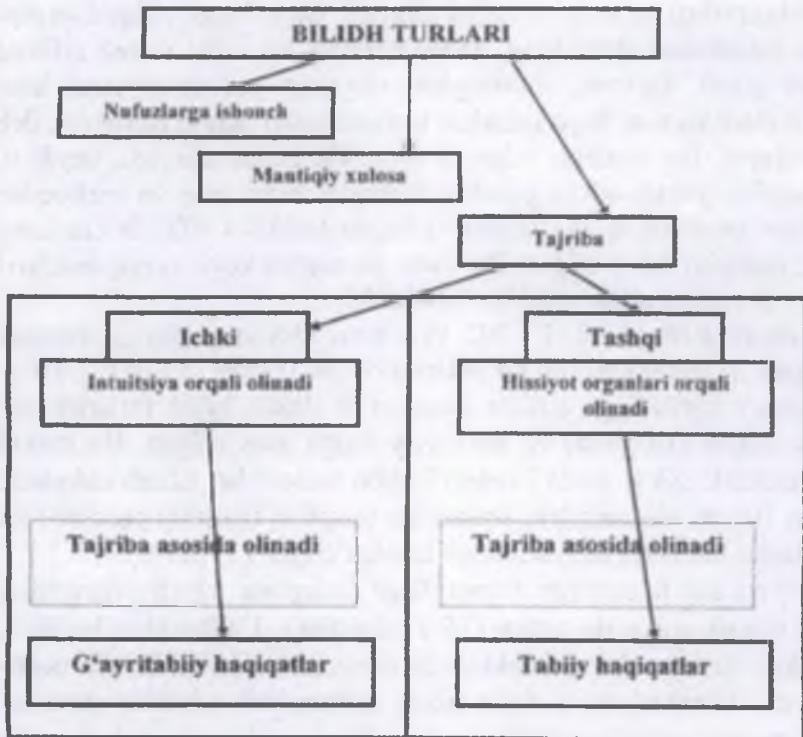 BILIDH TURLARI
Nufuzlarga ishonch
Mantiqiy xulosa
Tajriba
Ichki
Intuitsiya orqali olinadi
Tajriba asosida olinadi
G‘ayritabiiy haqiqatlar
Tashqi
Hissiyot organlari orqali
olinadi
Tajriba asosida olinadi
Tabiiy haqiqatlar